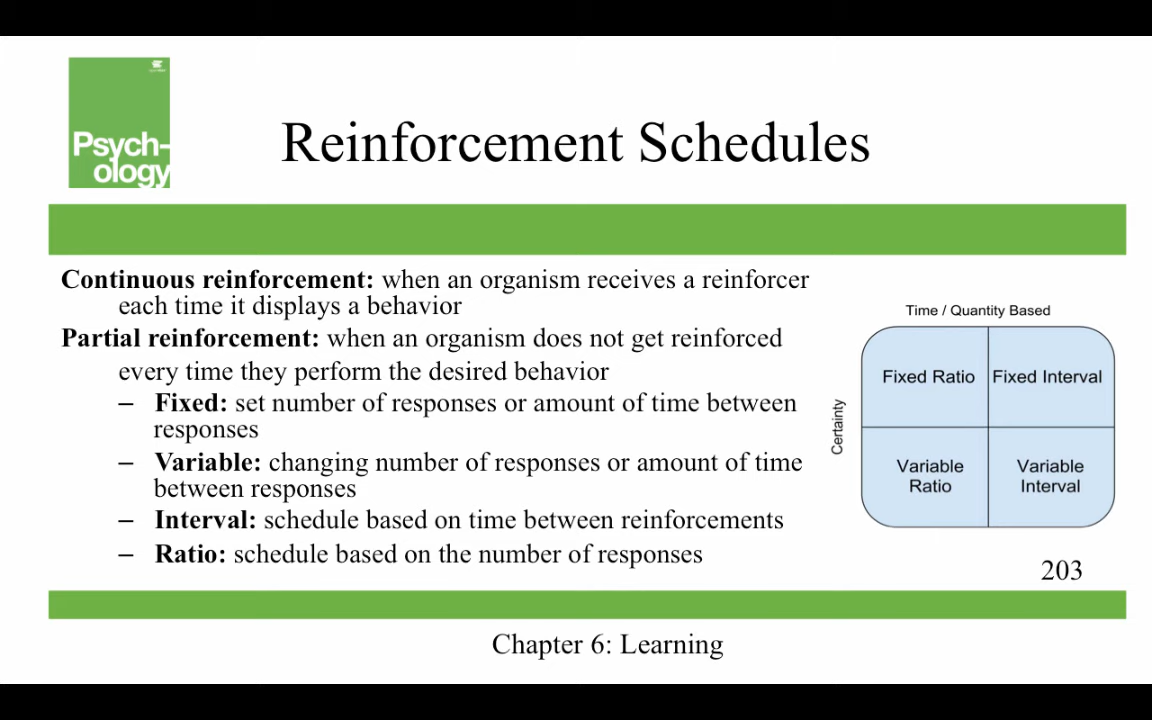 Psych-
ology
Reinforcement Schedules
Continuous reinforcement: when an organism receives a reinforcer
each time it displays a behavior
Partial reinforcement: when an organism does not get reinforced
every time they perform the desired behavior
– Fixed: set number of responses or amount of time between
responses
– Variable: changing number of responses or amount of time
between responses
– Interval: schedule based on time between reinforcements
– Ratio: schedule based on the number of responses
Time / Quantity Based
Certainty
Fixed Ratio
Fixed Interval
Variable
Ratio
Variable
Interval
203
Chapter 6: Learning